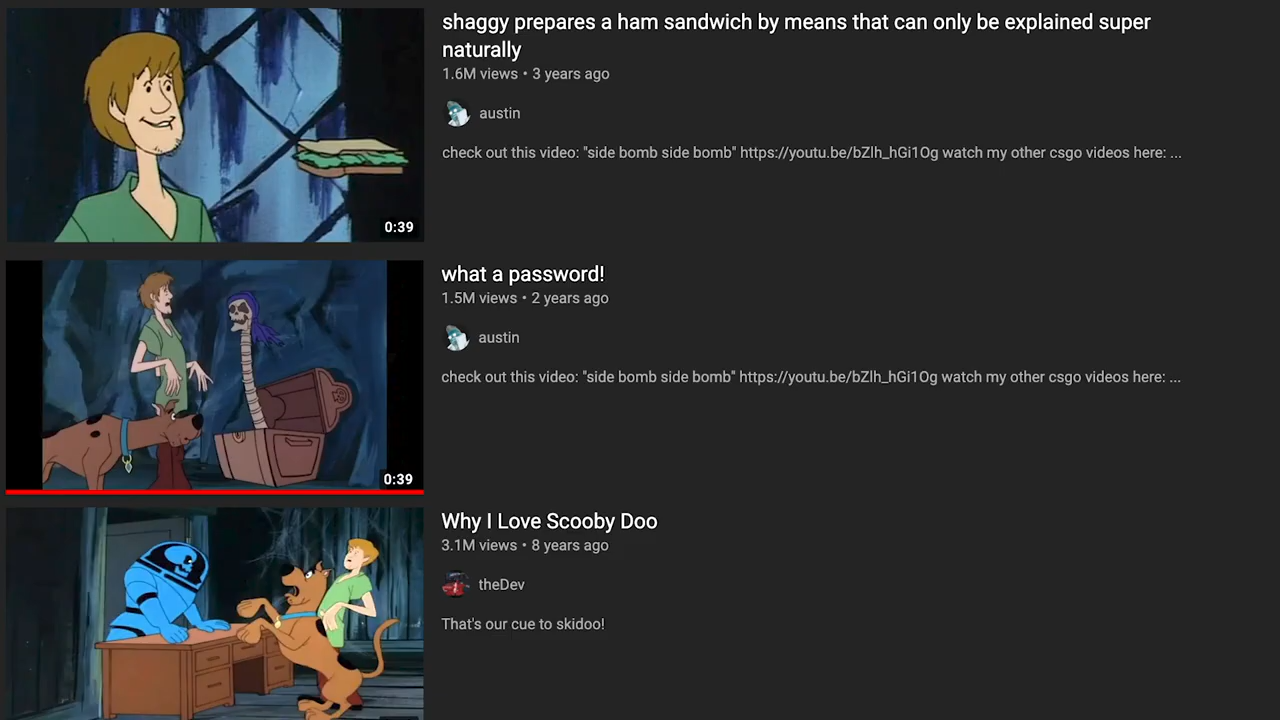 shaggy prepares a ham sandwich by means that can only be explained super
naturally
1.6M views • 3 years ago
austin
check out this video: "side bomb side bomb" https://youtu.be/bZlh_hGi1Og watch my other csgo videos here: ...
0:39
what a password!
1.5M views • 2 years ago
austin
check out this video: "side bomb side bomb" https://youtu.be/bZlh_hGi1Og watch my other csgo videos here: ...
0:39
Why I Love Scooby Doo
3.1M views • 8 years ago
theDev
That's our cue to skidoo!